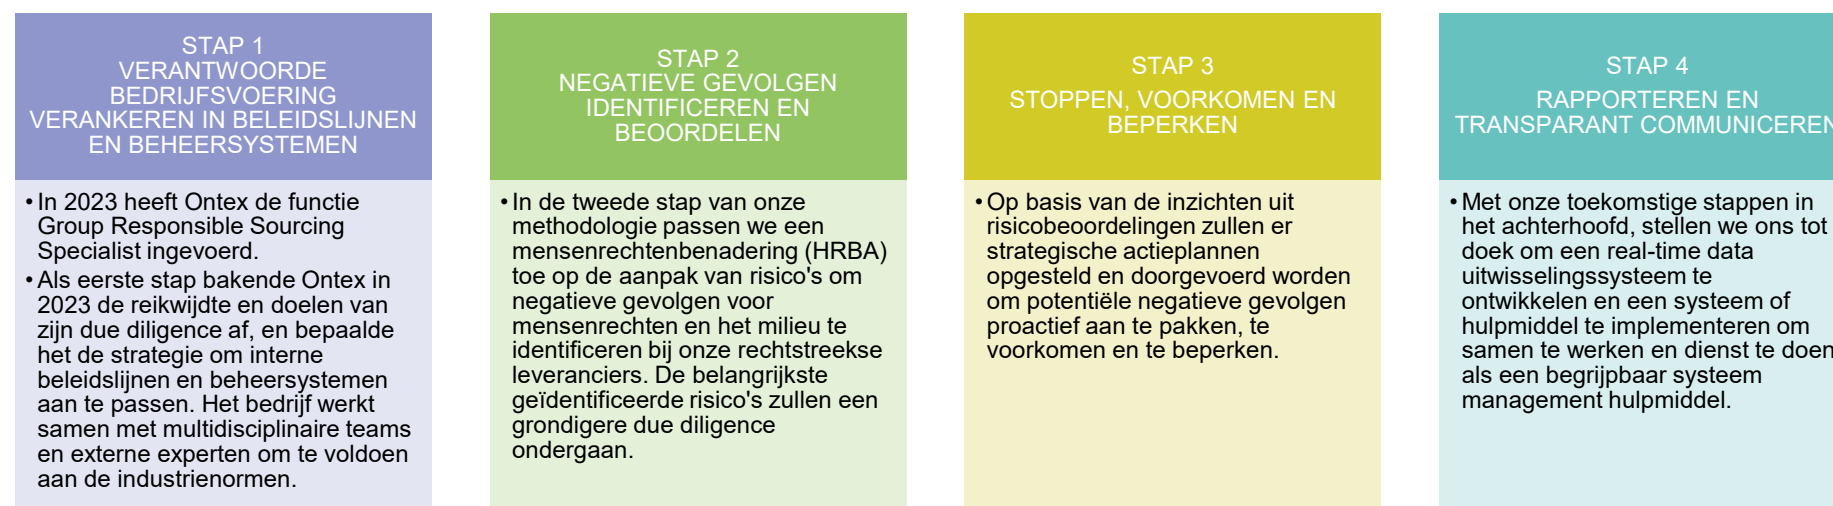 STAP 1
VERANTWOORDE
BEDRIJFSVOERING
VERANKEREN IN BELEIDSLIJNEN
EN BEHEERSYSTEMEN
• In 2023 heeft Ontex de functie
Group Responsible Sourcing
Specialist ingevoerd.
• Als eerste stap bakende Ontex in
2023 de reikwijdte en doelen van
zijn due diligence af, en bepaalde
het de strategie om interne
beleidslijnen en beheersystemen
aan te passen. Het bedrijf werkt
samen met multidisciplinaire teams
en externe experten om te voldoen
aan de industrienormen.
STAP 2
NEGATIEVE GEVOLGEN
IDENTIFICEREN EN
BEOORDELEN
• In de tweede stap van onze
methodologie passen we een
mensenrechtenbenadering (HRBA)
toe op de aanpak van risico's om
negatieve gevolgen voor
mensenrechten en het milieu te
identificeren bij onze rechtstreekse
leveranciers. De belangrijkste
geïdentificeerde risico's zullen een
grondigere due diligence
ondergaan.
STAP 3
STOPPEN, VOORKOMEN EN
BEPERKEN
• Op basis van de inzichten uit
risicobeoordelingen zullen er
strategische actieplannen
opgesteld en doorgevoerd worden
om potentiële negatieve gevolgen
proactief aan te pakken, te
voorkomen en te beperken.
STAP 4
RAPPORTEREN EN
TRANSPARANT COMMUNICEREN
• Met onze toekomstige stappen in
het achterhoofd, stellen we ons tot
doek om een real-time data
uitwisselingssysteem te
ontwikkelen en een systeem of
hulpmiddel te implementeren om
samen te werken en dienst te doen
als een begrijpbaar systeem
management hulpmiddel.